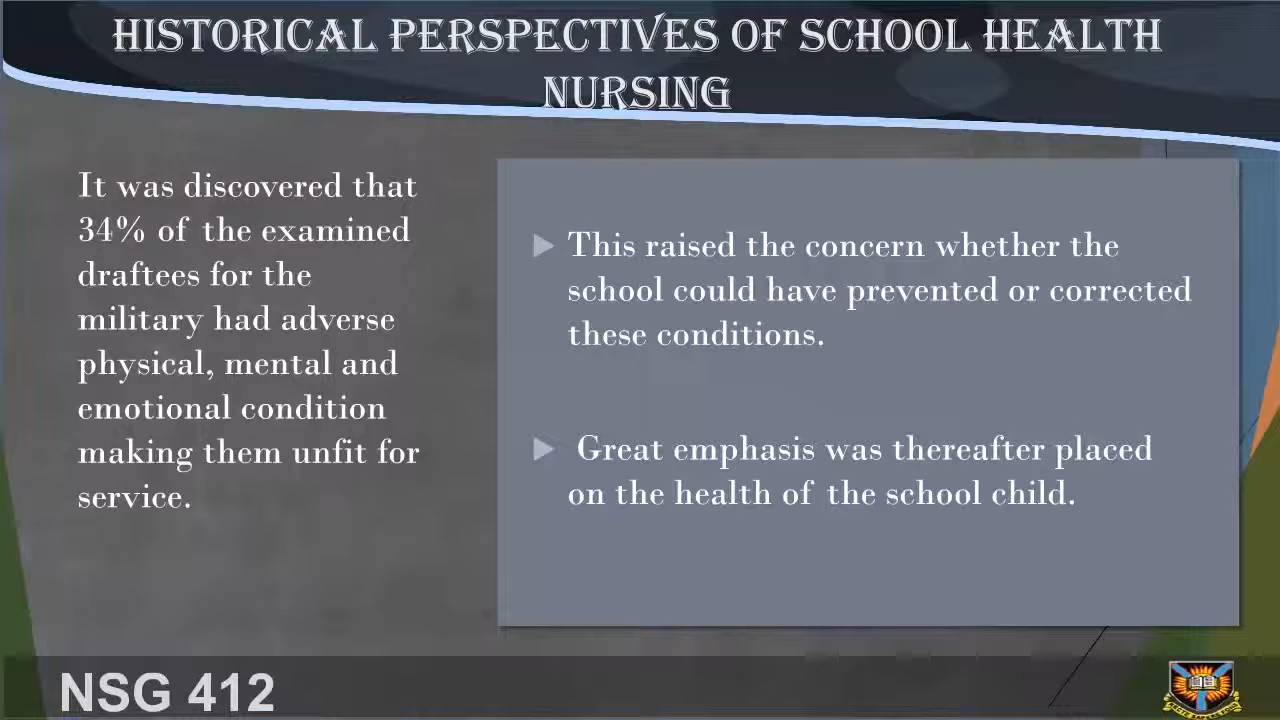 HISTORICAL PERSPECTIVES OF SCHOOL HEALTH
NURSING
It was discovered that
34% of the examined
draftees for the
military had adverse
physical, mental and
emotional condition
making them unfit for
service.
This raised the concern whether the
school could have prevented or corrected
these conditions.
Great emphasis was thereafter placed
on the health of the school child.
NSG 412